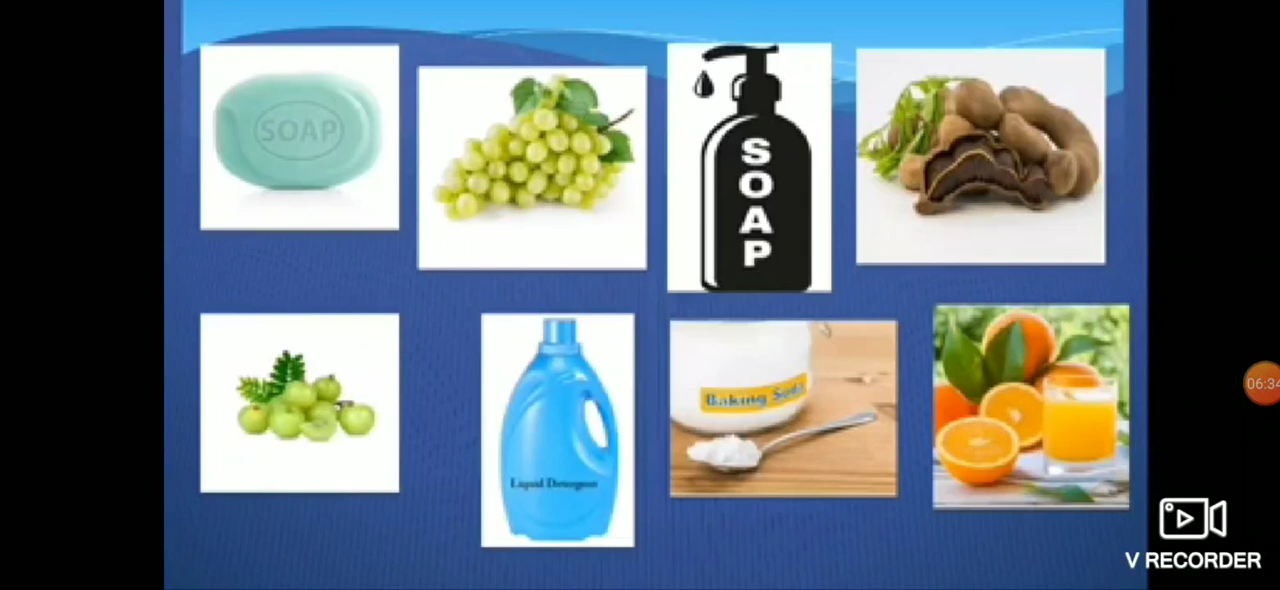 SOAP
SOAP
Liquid Detergent
Baking Soda
06:34
V RECORDER